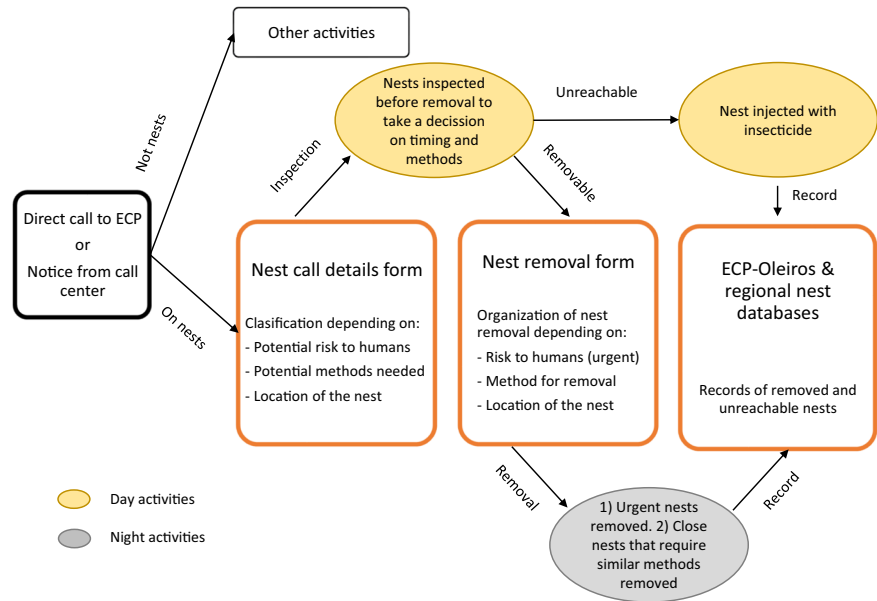 Other activities
Not nests
Direct call to ECP
or
Notice from call
center
On nests
Inspection
Nests inspected
before removal to
take a decission
on timing and
methods
Unreachable
Nest injected with
insecticide
Removable
Record
Nest call details form
Clasification depending on:
- Potential risk to humans
- Potential methods needed
- Location of the nest
Nest removal form
Organization of nest
removal depending on:
- Risk to humans (urgent)
- Method for removal
- Location of the nest
ECP-Oleiros &
regional nest
databases
Records of removed and
unreachable nests
Removal
1) Urgent nests
removed. 2) Close
nests that require
similar methods
removed
Record
Day activities
Night activities